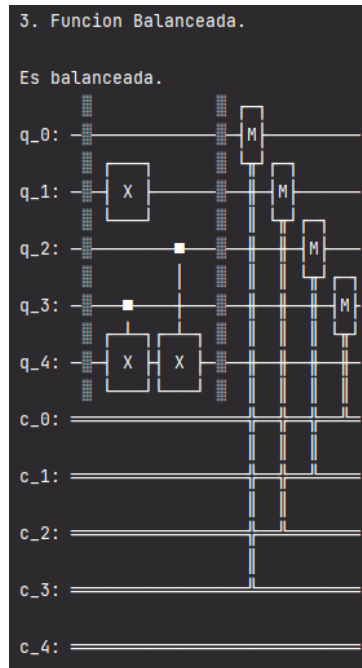 3. Funcion Balanceada.
Es balanceada.
q_0: M
q_1: X M
q_2: M
q_3: M
q_4: X X
c_0:
c_1:
c_2:
c_3:
c_4: